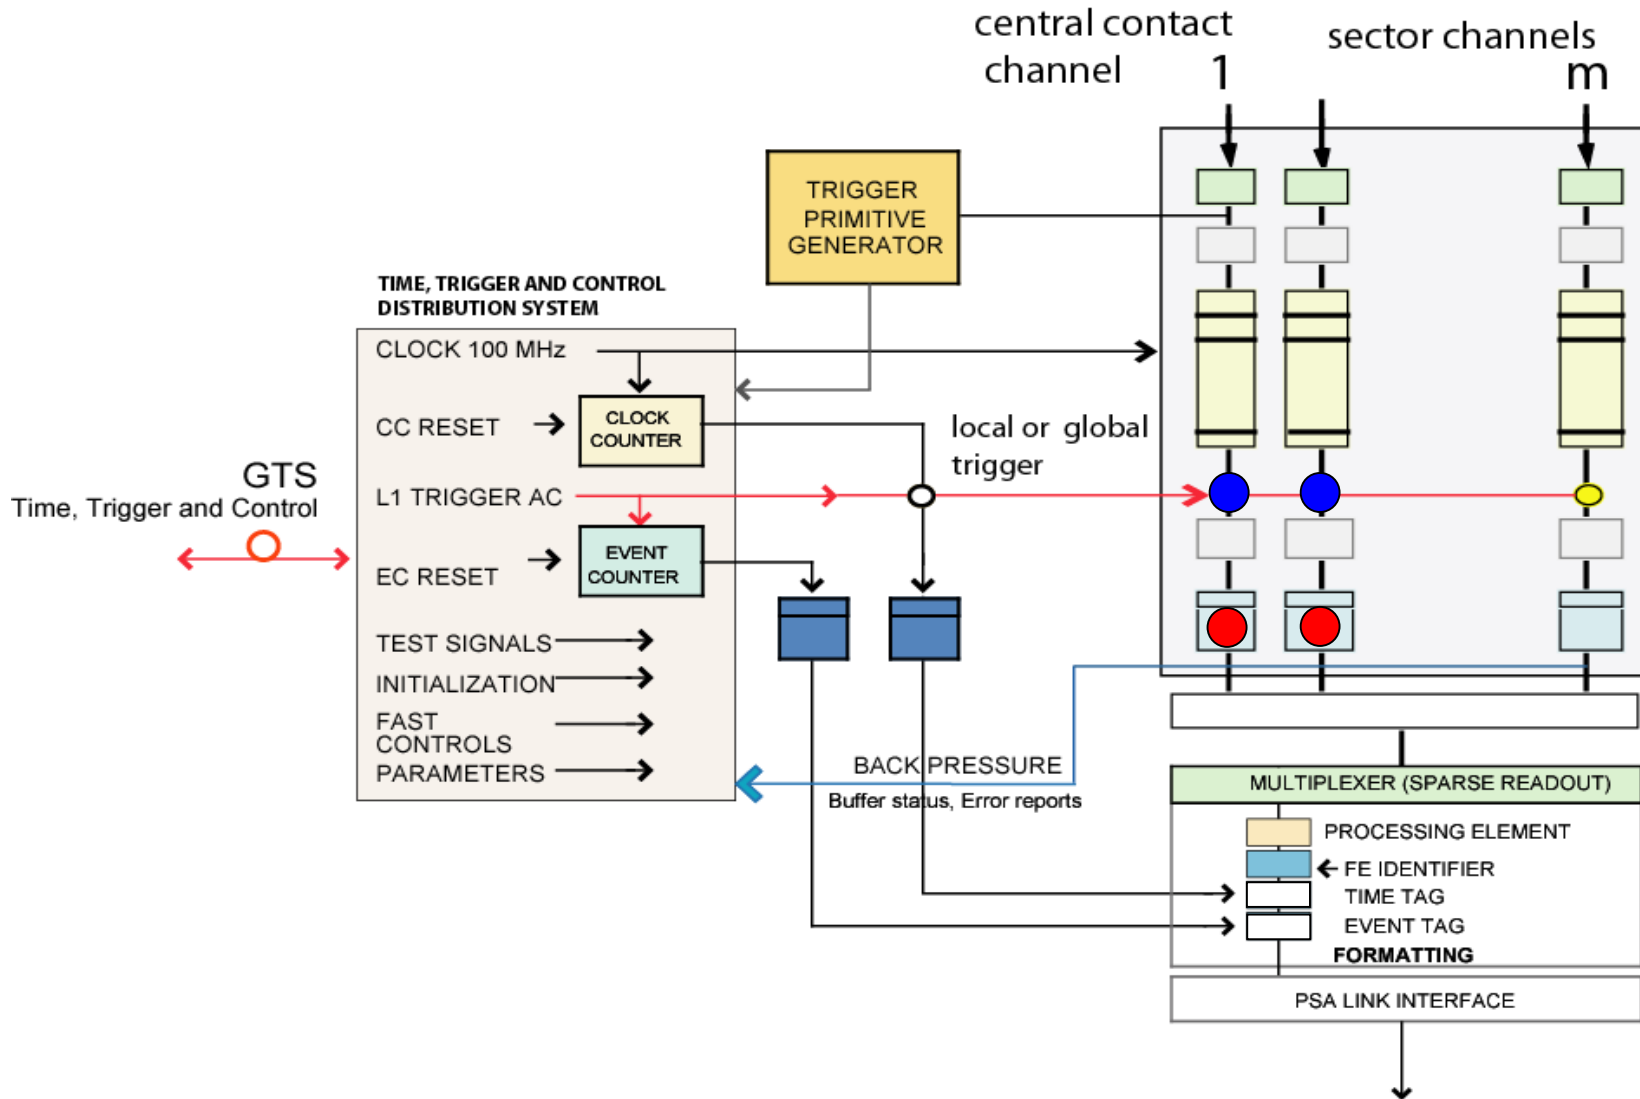 central contact
channel
1
sector channels
m
TRIGGER
PRIMITIVE
GENERATOR
TIME, TRIGGER AND CONTROL
DISTRIBUTION SYSTEM
CLOCK 100 MHz
CC RESET
CLOCK
COUNTER
local or global
trigger
GTS
Time, Trigger and Control
L1 TRIGGER AC
EC RESET
EVENT
COUNTER
TEST SIGNALS
INITIALIZATION
FAST
CONTROLS
PARAMETERS
BACK PRESSURE
Buffer status, Error reports
MULTIPLEXER (SPARSE READOUT)
PROCESSING ELEMENT
FE IDENTIFIER
TIME TAG
EVENT TAG
FORMATTING
PSA LINK INTERFACE